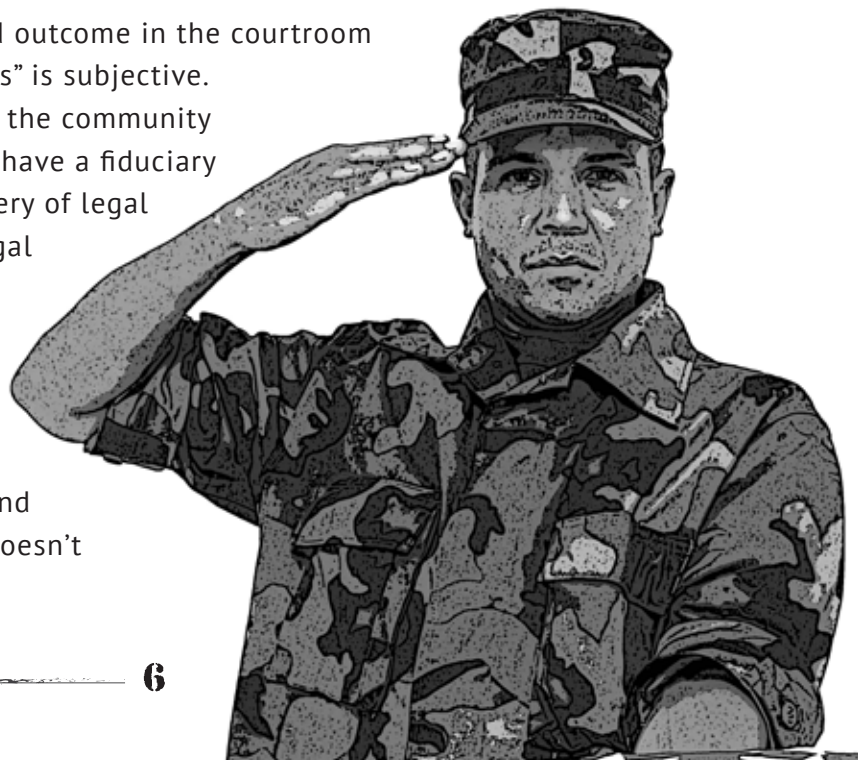 outcome in the courtroom
s” is subjective.
the community
have a fiduciary
ery of legal
gal
nd
oesn’t
6